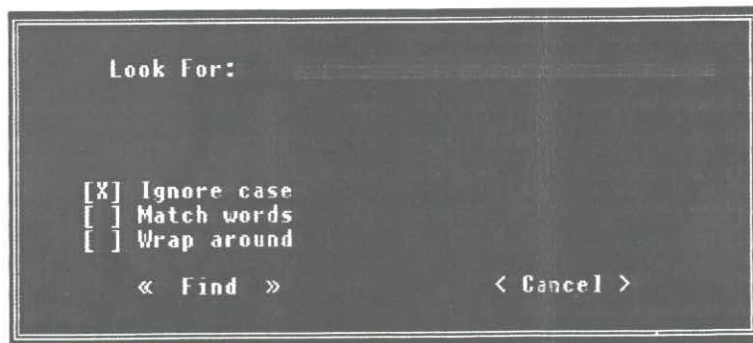 Look For:
[X] Ignore case
[ ] Match words
[ ] Wrap around
« Find » < Cancel >